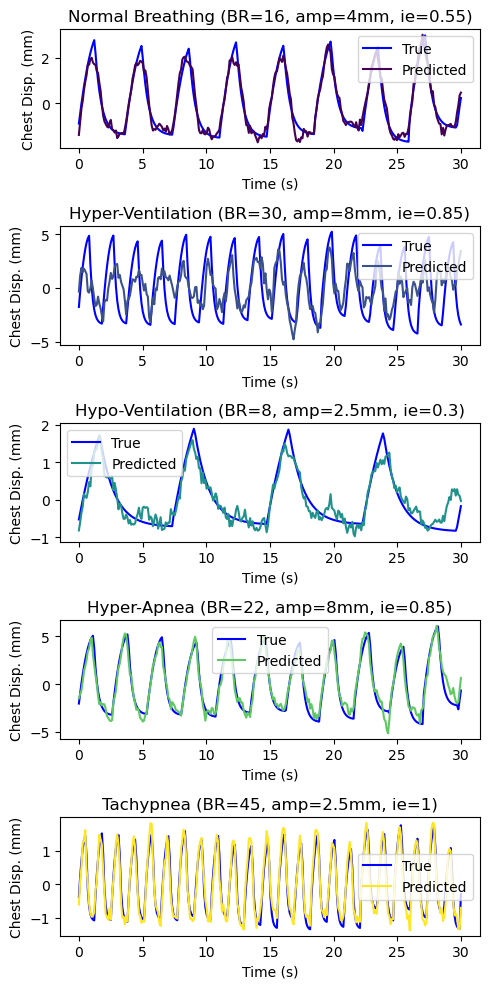 Normal Breathing (BR=16, amp=4mm, ie=0.55)
Chest Disp. (mm)
2
0
True
Predicted
0 5 10 15 20 25 30
Time (s)
Hyper-Ventilation (BR=30, amp=8mm, ie=0.85)
Chest Disp. (mm)
5
0
−5
True
Predicted
0 5 10 15 20 25 30
Time (s)
Hypo-Ventilation (BR=8, amp=2.5mm, ie=0.3)
Chest Disp. (mm)
2
1
0
−1
True
Predicted
0 5 10 15 20 25 30
Time (s)
Hyper-Apnea (BR=22, amp=8mm, ie=0.85)
Chest Disp. (mm)
5
0
−5
True
Predicted
0 5 10 15 20 25 30
Time (s)
Tachypnea (BR=45, amp=2.5mm, ie=1)
Chest Disp. (mm)
1
0
−1
True
Predicted
0 5 10 15 20 25 30
Time (s)